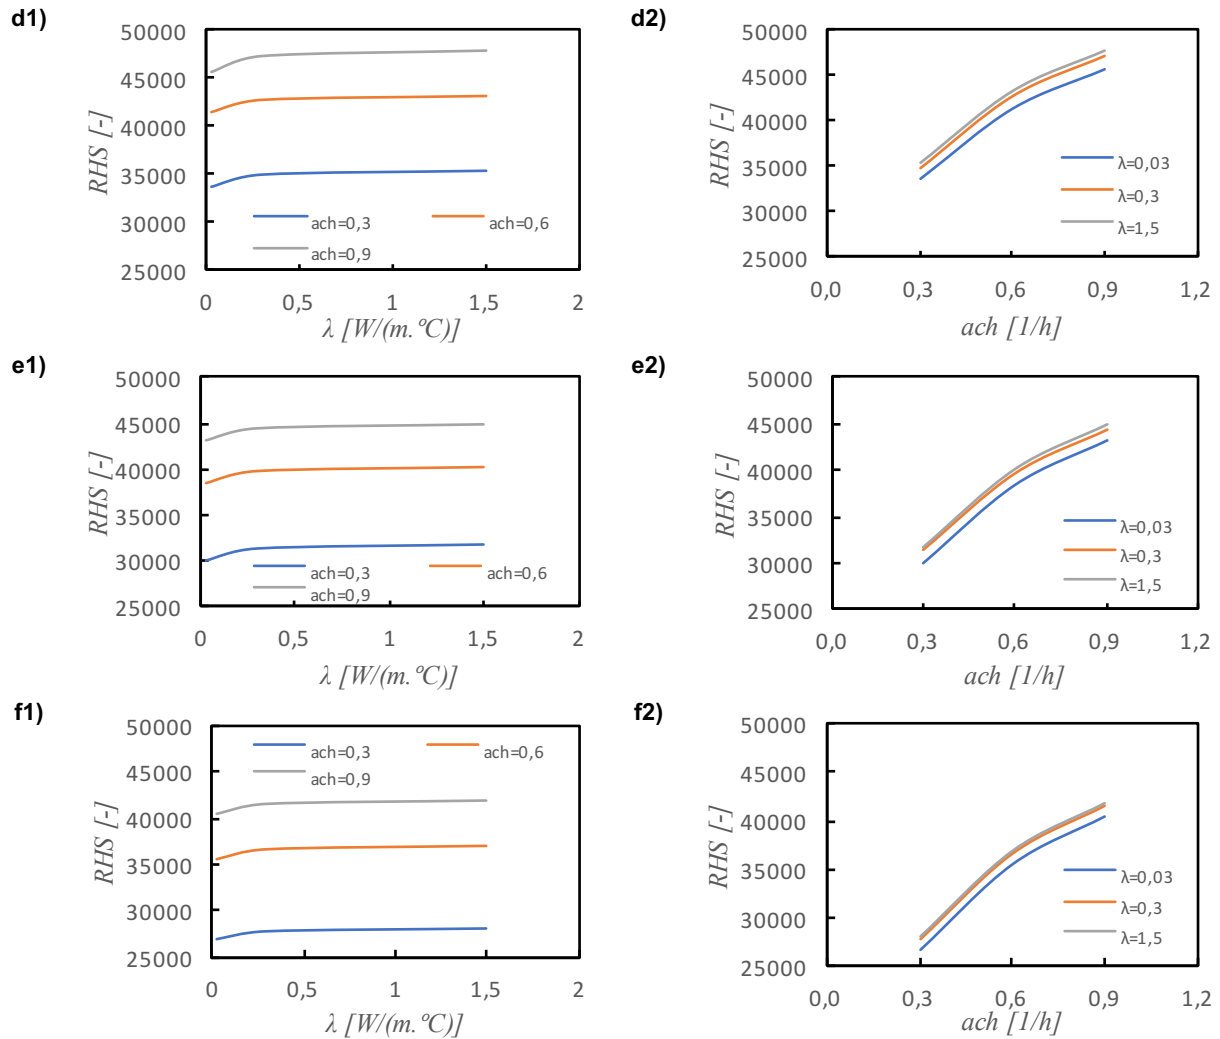 d1)
50000
45000
40000
35000
30000
25000
RHS [-]
ach=0,3
ach=0,6
ach=0,9
0 0,5 1 1,5 2
λ [W/(m.ºC)]
d2)
50000
45000
40000
35000
30000
25000
RHS [-]
λ=0,03
λ=0,3
λ=1,5
0,0 0,3 0,6 0,9 1,2
ach [1/h]
e1)
50000
45000
40000
35000
30000
25000
RHS [-]
ach=0,3
ach=0,6
ach=0,9
0 0,5 1 1,5 2
λ [W/(m.ºC)]
e2)
50000
45000
40000
35000
30000
25000
RHS [-]
λ=0,03
λ=0,3
λ=1,5
0,0 0,3 0,6 0,9 1,2
ach [1/h]
f1)
50000
45000
40000
35000
30000
25000
RHS [-]
ach=0,3
ach=0,6
ach=0,9
0 0,5 1 1,5 2
λ [W/(m.ºC)]
f2)
50000
45000
40000
35000
30000
25000
RHS [-]
λ=0,03
λ=0,3
λ=1,5
0,0 0,3 0,6 0,9 1,2
ach [1/h]